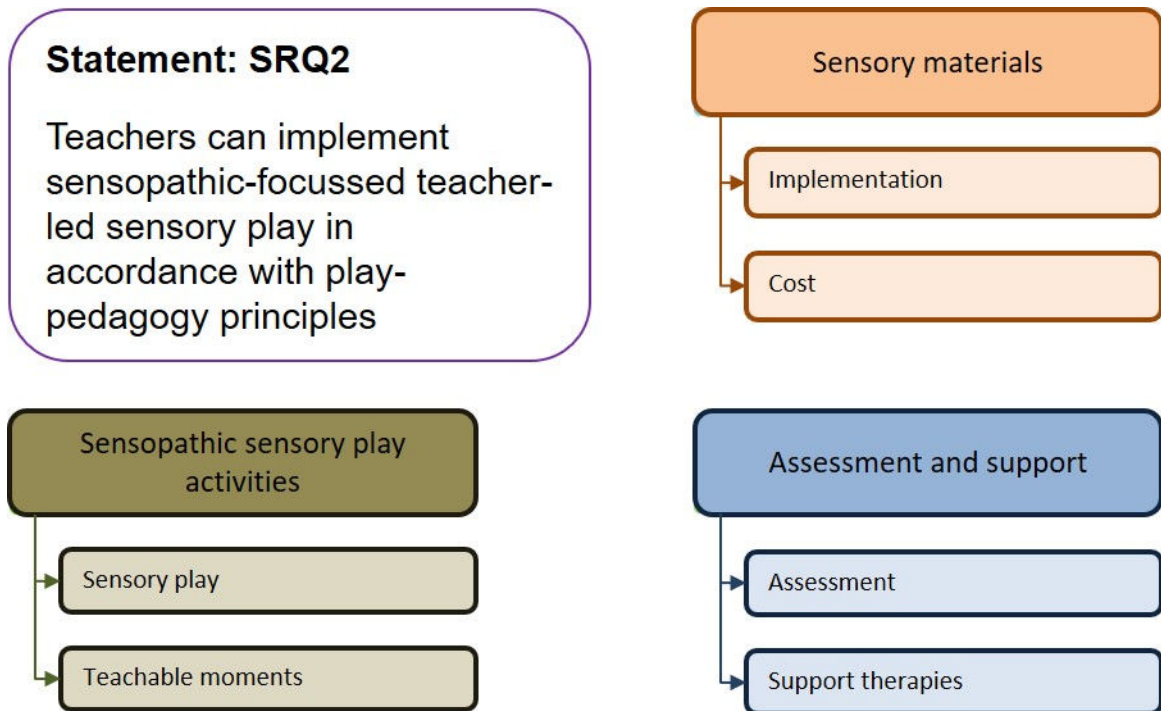 Statement: SRQ2
Teachers can implement
sensopathic-focussed teacher-
led sensory play in
accordance with play-
pedagogy principles
Sensory materials
Implementation
Cost
Sensopathic sensory play
activities
Sensory play
Teachable moments
Assessment and support
Assessment
Support therapies